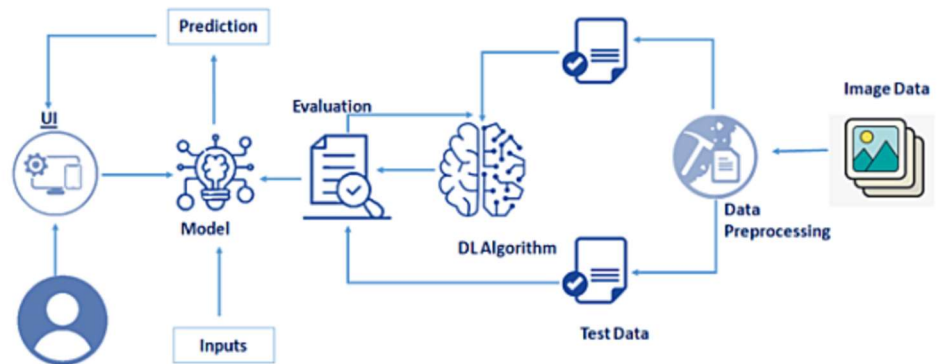 Prediction
Image Data
Evaluation
UI
Model
DL Algorithm
Data
Preprocessing
Test Data
Inputs